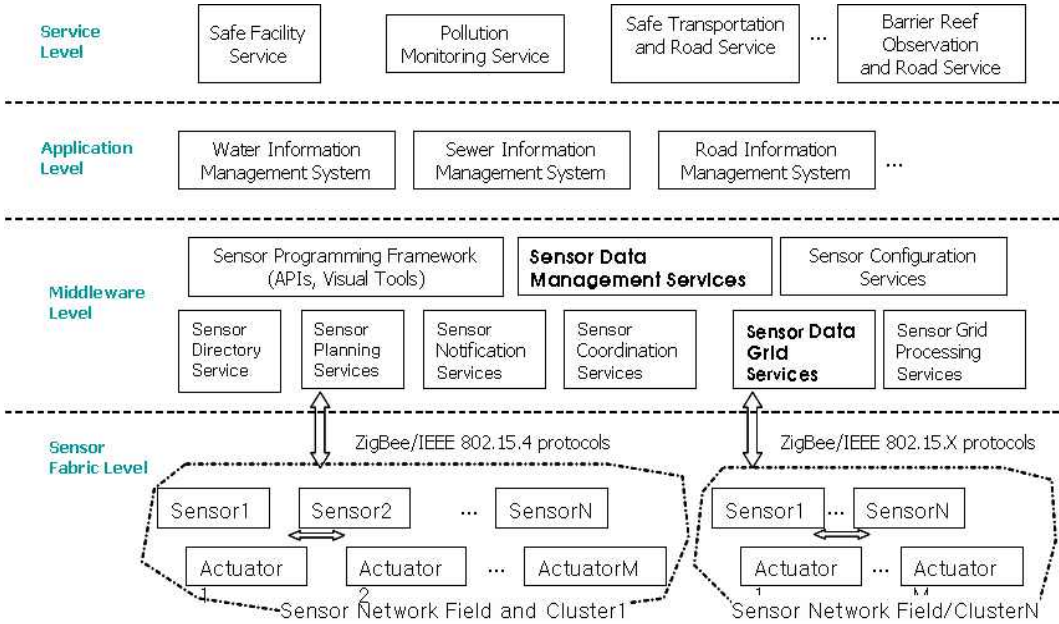 Service
Level
Safe Facility
Service
Pollution
Monitoring Service
Safe Transportation
and Road Service
...
Barrier Reef
Observation
and Road Service
Application
Level
Water Information
Management System
Sewer Information
Management System
Road Information
Management System
...
Middleware
Level
Sensor Programming Framework
(APIs, Visual Tools)
Sensor Data
Management Services
Sensor Configuration
Services
Sensor
Directory
Service
Sensor
Planning
Services
Sensor
Notification
Services
Sensor
Coordination
Services
Sensor Data
Grid
Services
Sensor Grid
Processing
Services
Sensor
Fabric Level
ZigBee/IEEE 802.15.4 protocols
ZigBee/IEEE 802.15.X protocols
Sensor1
Sensor2
...
SensorN
Actuator
1
Actuator
2
...
ActuatorM
Sensor Network Field and Cluster1
Sensor1
...
SensorN
Actuator
1
...
Actuator
M
Sensor Network Field/ClusterN